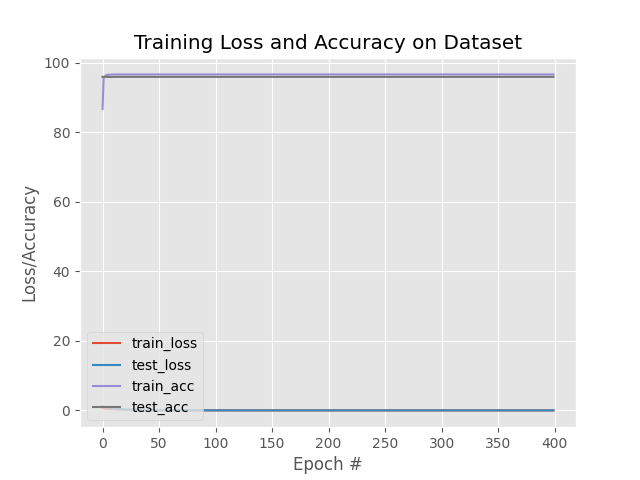 Training Loss and Accuracy on Dataset
100
80
60
40
20
0
Loss/Accuracy
train_loss
test_loss
train_acc
test_acc
0 50 100 150 200 250 300 350 400
Epoch #